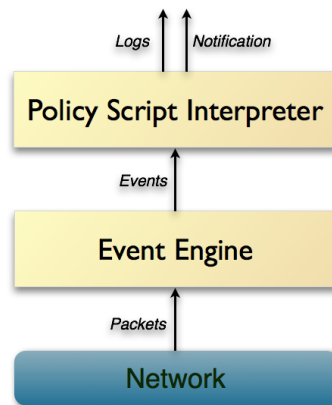 Logs Notification
Policy Script Interpreter
Events
Event Engine
Packets
Network